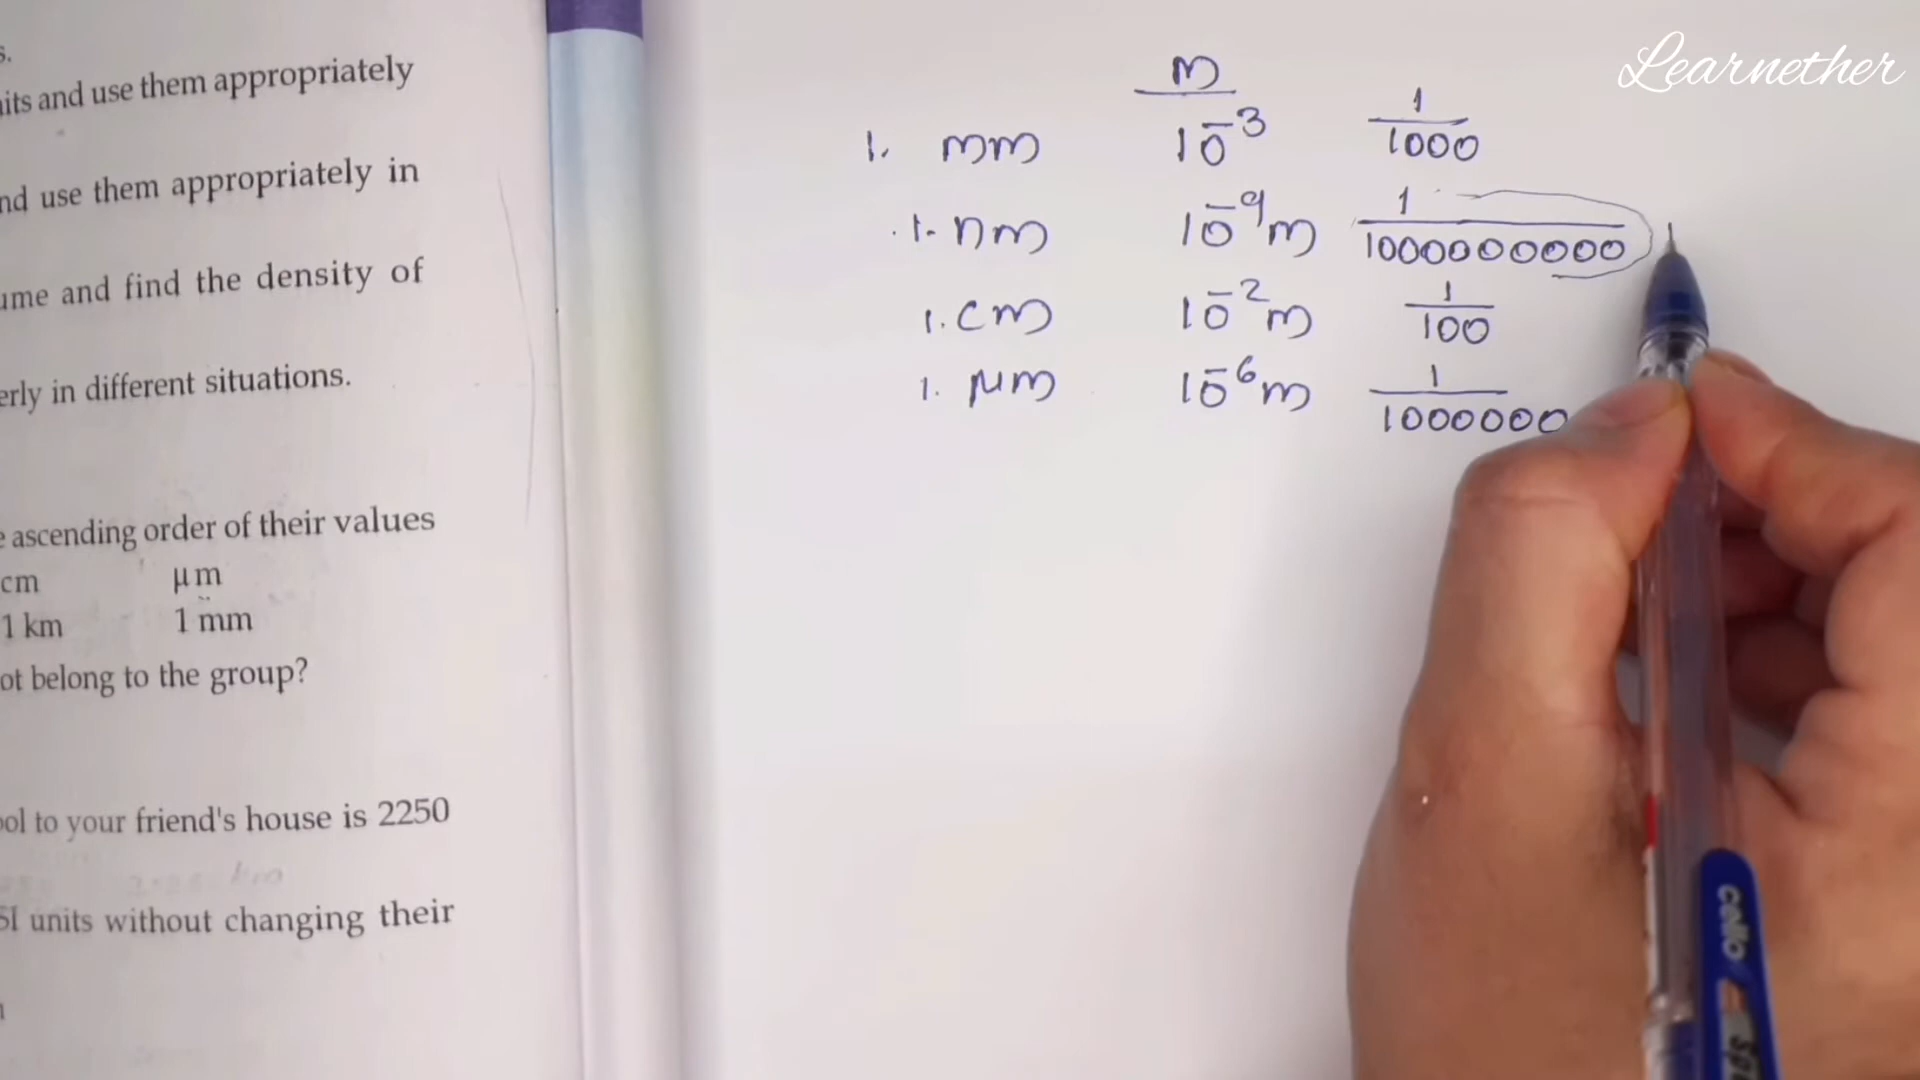 s.
its and use them appropriately
nd use them appropriately in
ume and find the density of
erly in different situations.
e ascending order of their values
cm μm
1 km 1 mm
ot belong to the group?
ool to your friend's house is 2250
SI units without changing their
Learnether
m
1. mm 10⁻³ 1/1000
1. nm 10⁻⁹m 1/1000000000 1
1. cm 10⁻²m 1/100
1. μm 10⁻⁶m 1/1000000
cello